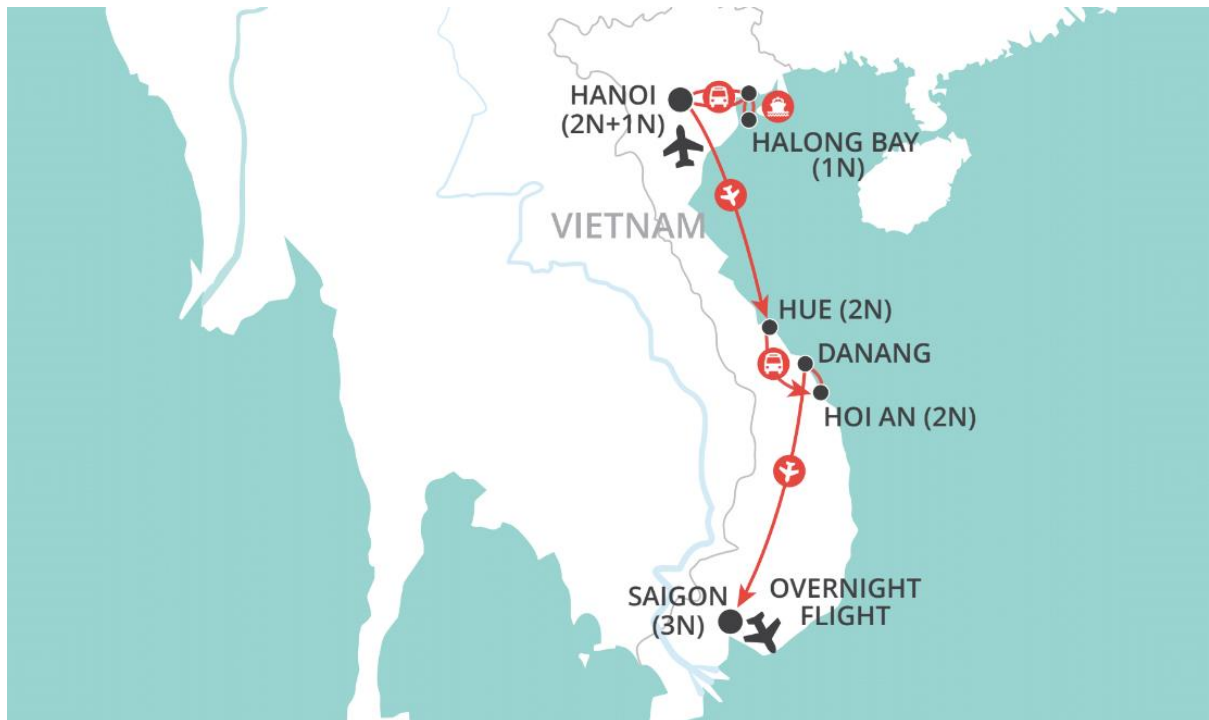 HANOI
(2N+1N)
HALONG BAY
(1N)
VIETNAM
HUE (2N)
DANANG
HOI AN (2N)
SAIGON
(3N)
OVERNIGHT
FLIGHT